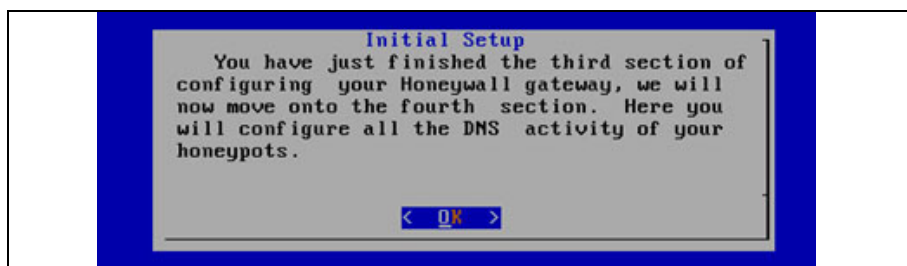 Initial Setup
You have just finished the third section of
configuring your Honeywall gateway, we will
now move onto the fourth section. Here you
will configure all the DNS activity of your
honeypots.
< OK >